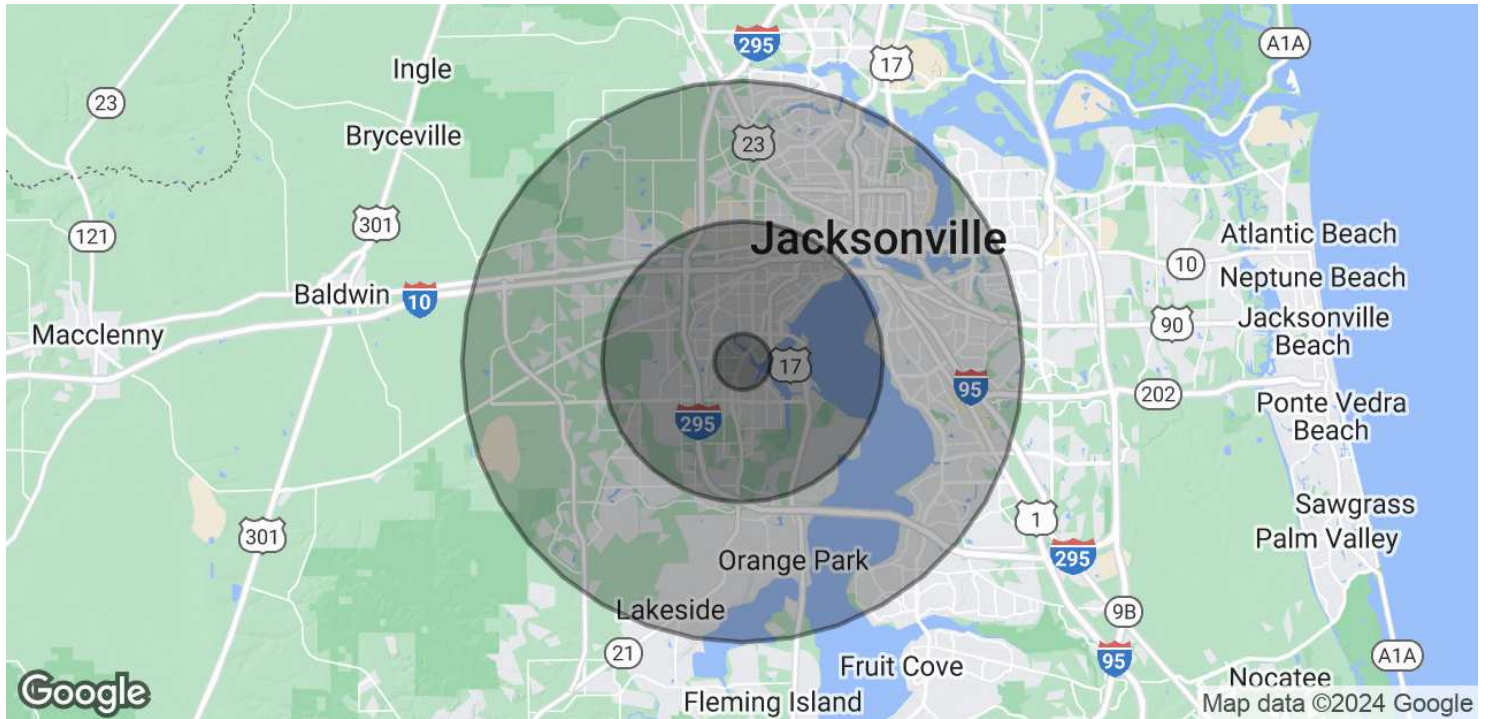 295
A1A
17
Ingle
23
Bryceville
23
301
121
Jacksonville
Atlantic Beach
10
Neptune Beach
Baldwin
10
Jacksonville
Beach
90
Macclenny
17
95
202
Ponte Vedra
Beach
295
Sawgrass
1
301
Palm Valley
Orange Park
295
Lakeside
9B
21
Fruit Cove
95
A1A
Nocatee
Google
Fleming Island
Map data ©2024 Google